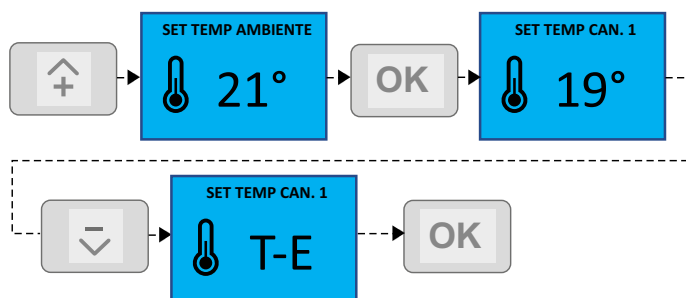 SET TEMP AMBIENTE
21°
OK
SET TEMP CAN. 1
19°
SET TEMP CAN. 1
T-E
OK